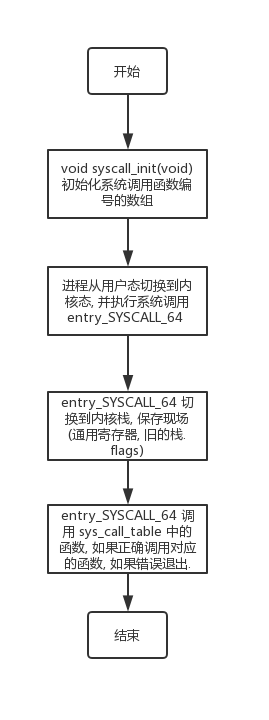 开始
void syscall_init(void)
初始化系统调用函数编
号的数组
进程从用户态切换到内
核态, 并执行系统调用
entry_SYSCALL_64
entry_SYSCALL_64 切
换到内核栈, 保存现场
(通用寄存器, 旧的栈.
flags)
entry_SYSCALL_64 调
用 sys_call_table 中的
函数, 如果正确调用对应
的函数, 如果错误退出.
结束